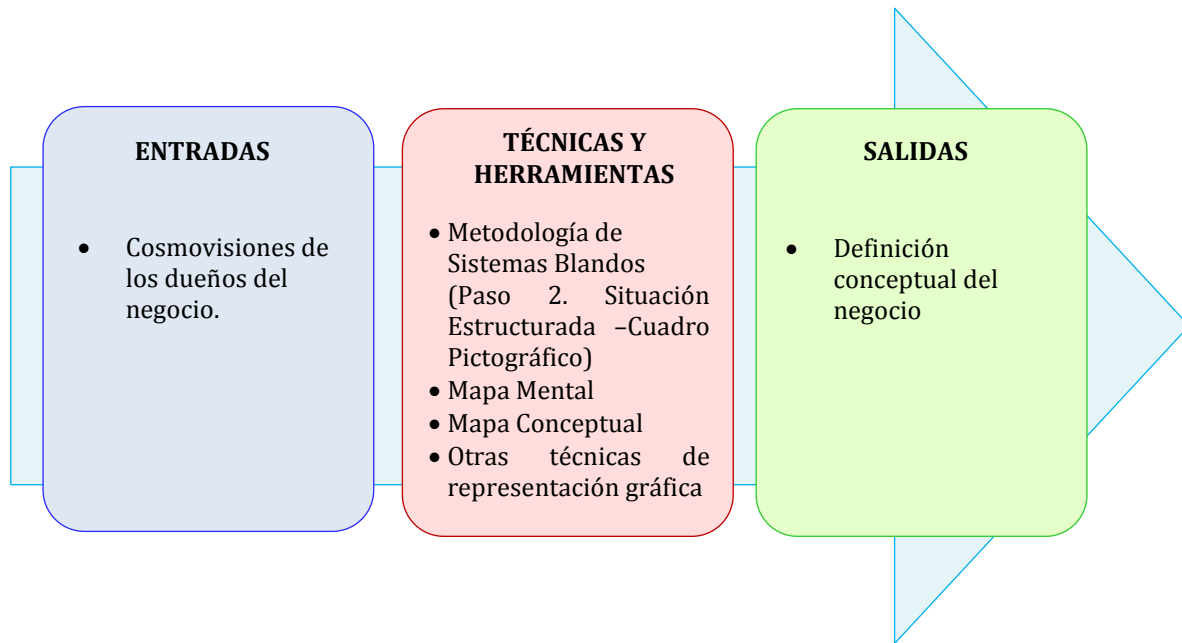 ENTRADAS
• Cosmovisiones de
los dueños del
negocio.
TÉCNICAS Y
HERRAMIENTAS
• Metodología de
Sistemas Blandos
(Paso 2. Situación
Estructurada –Cuadro
Pictográfico)
• Mapa Mental
• Mapa Conceptual
• Otras técnicas de
representación gráfica
SALIDAS
• Definición
conceptual del
negocio